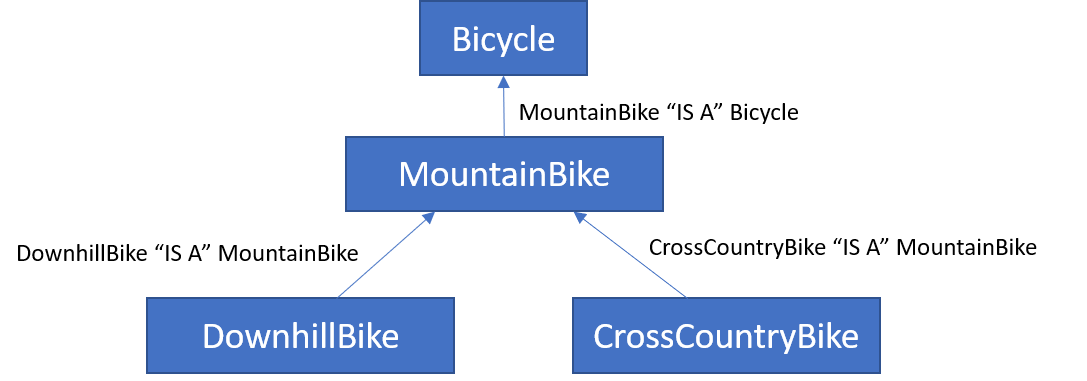 Bicycle
MountainBike “IS A” Bicycle
MountainBike
DownhillBike “IS A” MountainBike
CrossCountryBike “IS A” MountainBike
DownhillBike
CrossCountryBike